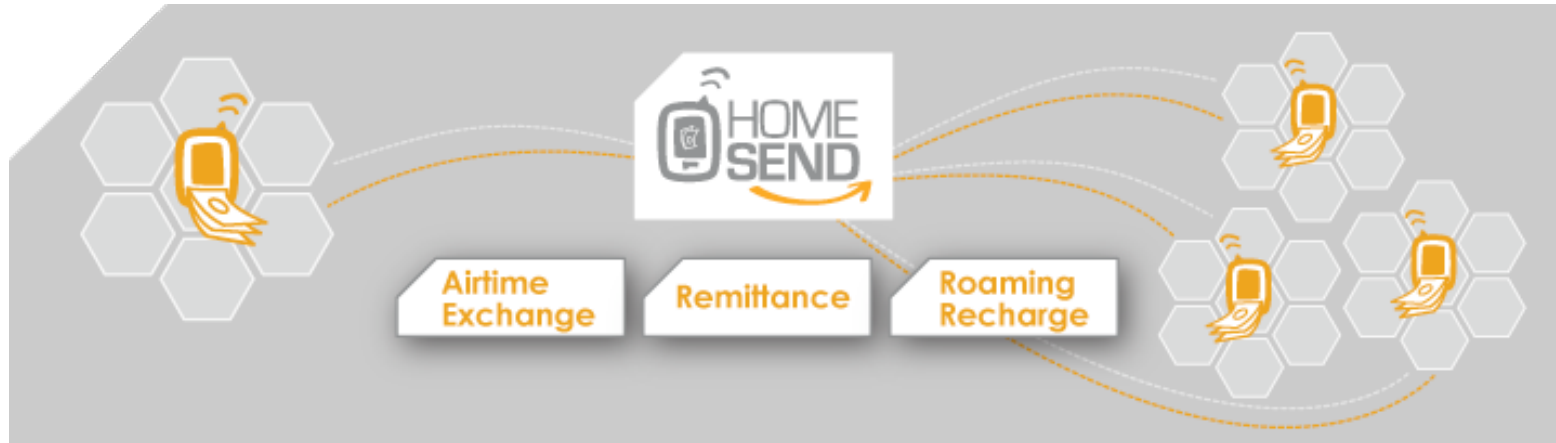 HOME
SEND
Airtime
Exchange
Remittance
Roaming
Recharge